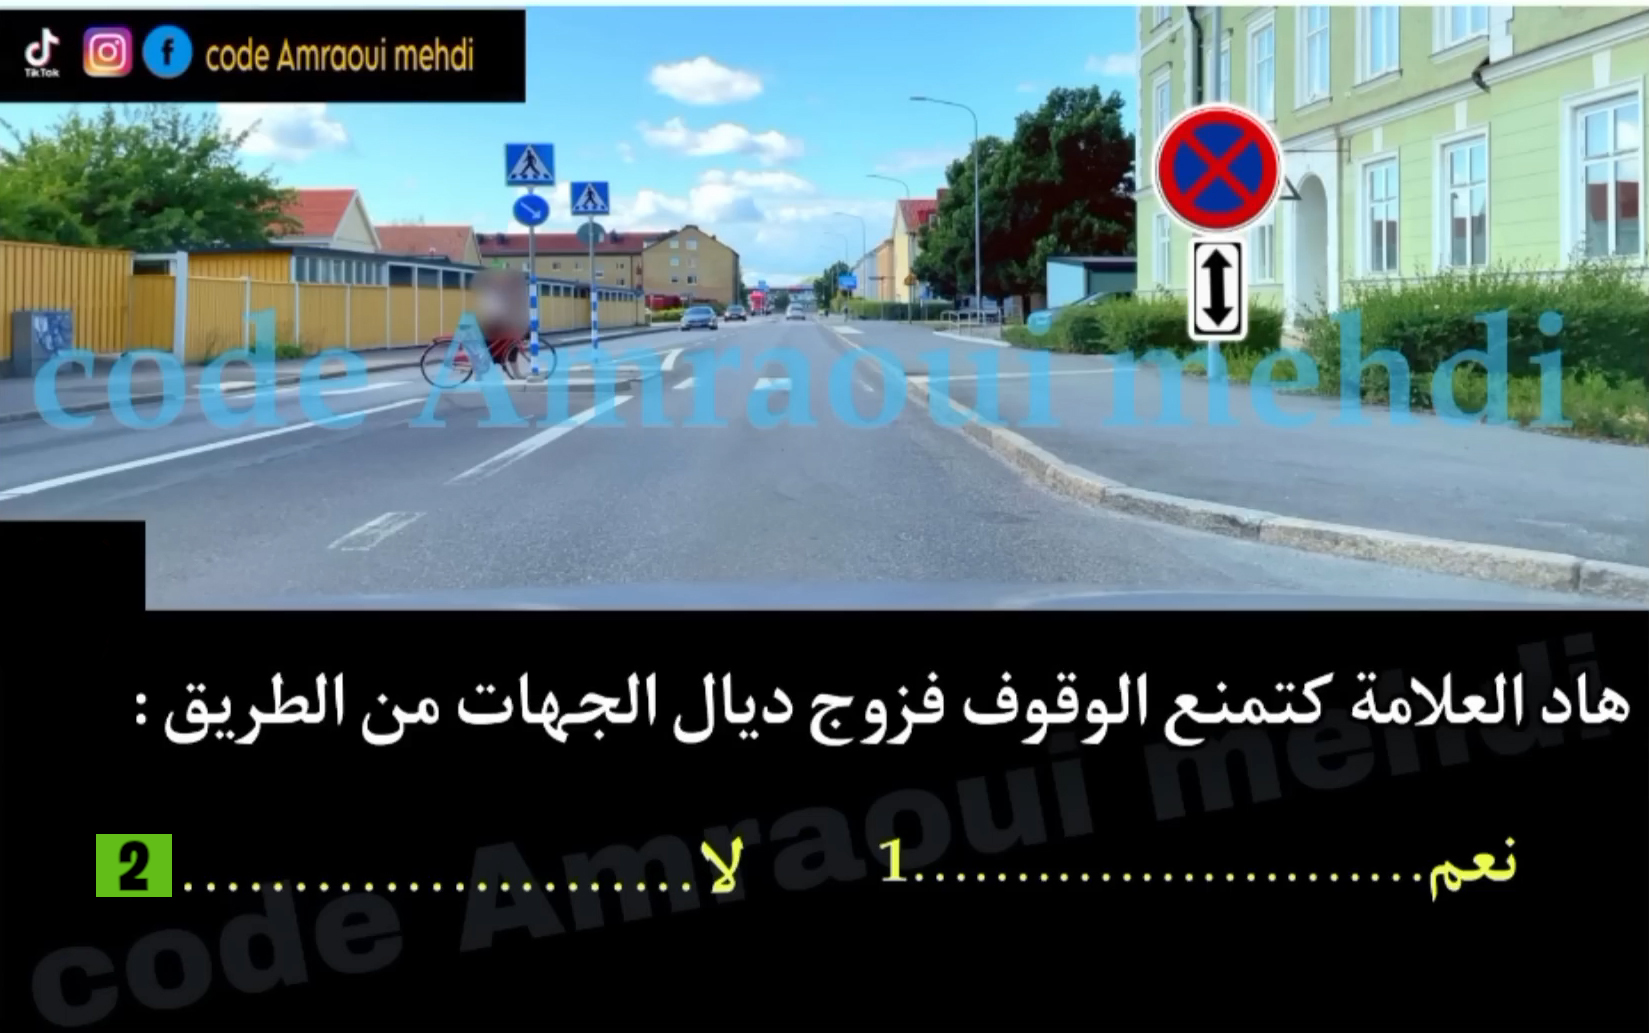 TikTok
code Amraoui mehdi
code Amraoui mehdi
هاد العلامة كتمنع الوقوف فزوج ديال الجهات من الطريق :
نعم.........................1
لا........................2
code Amraoui mehdi